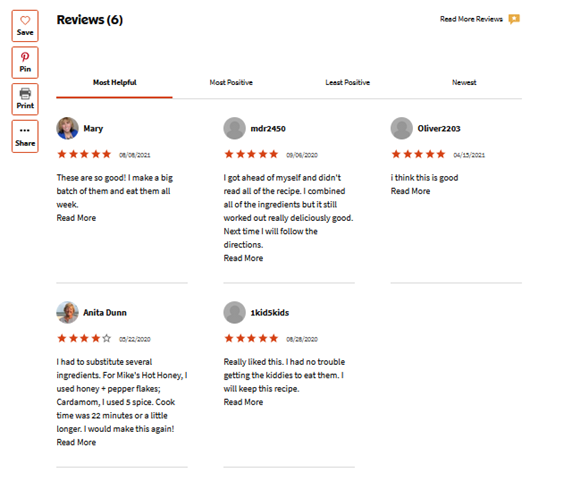 Reviews (6)
Read More Reviews
Save
Pin
Print
Share
Most Helpful
Most Positive
Least Positive
Newest
Mary
08/08/2021
These are so good! I make a big
batch of them and eat them all
week.
Read More
mdr2450
09/06/2020
I got ahead of myself and didn't
read all of the recipe. I combined
all of the ingredients but it still
worked out really deliciously good.
Next time I will follow the
directions.
Read More
Oliver2203
04/15/2021
i think this is good
Read More
Anita Dunn
05/22/2020
I had to substitute several
ingredients. For Mike's Hot Honey, I
used honey + pepper flakes;
Cardamom, I used 5 spice. Cook
time was 22 minutes or a little
longer. I would make this again!
Read More
1kid5kids
08/28/2020
Really liked this. I had no trouble
getting the kiddies to eat them. I
will keep this recipe.
Read More